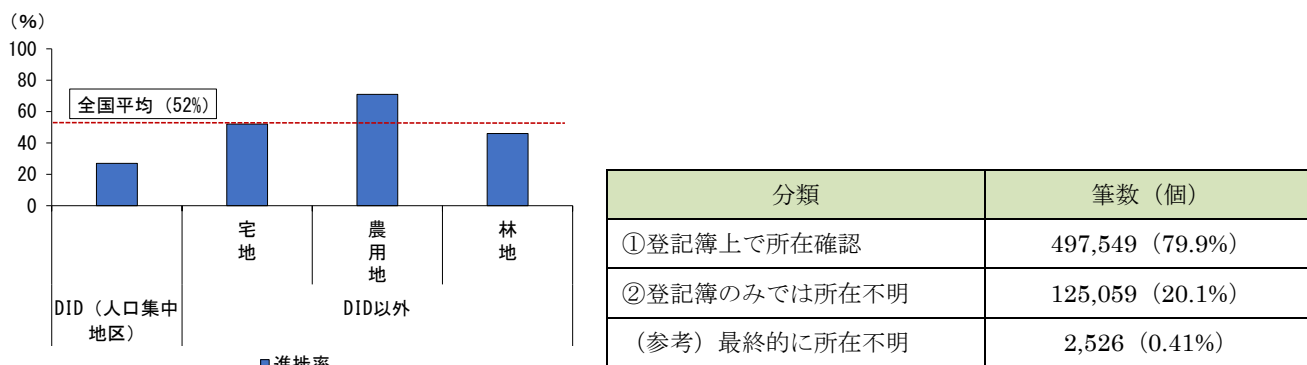 (%)
100
80
60
40
20
0
全国平均（52%）
宅地
農用地
林地
DID（人口集中
地区）
DID以外
進捗率
分類 筆数（個）
①登記簿上で所在確認 497,549（79.9%）
②登記簿のみでは所在不明 125,059（20.1%）
（参考）最終的に所在不明 2,526（0.41%）